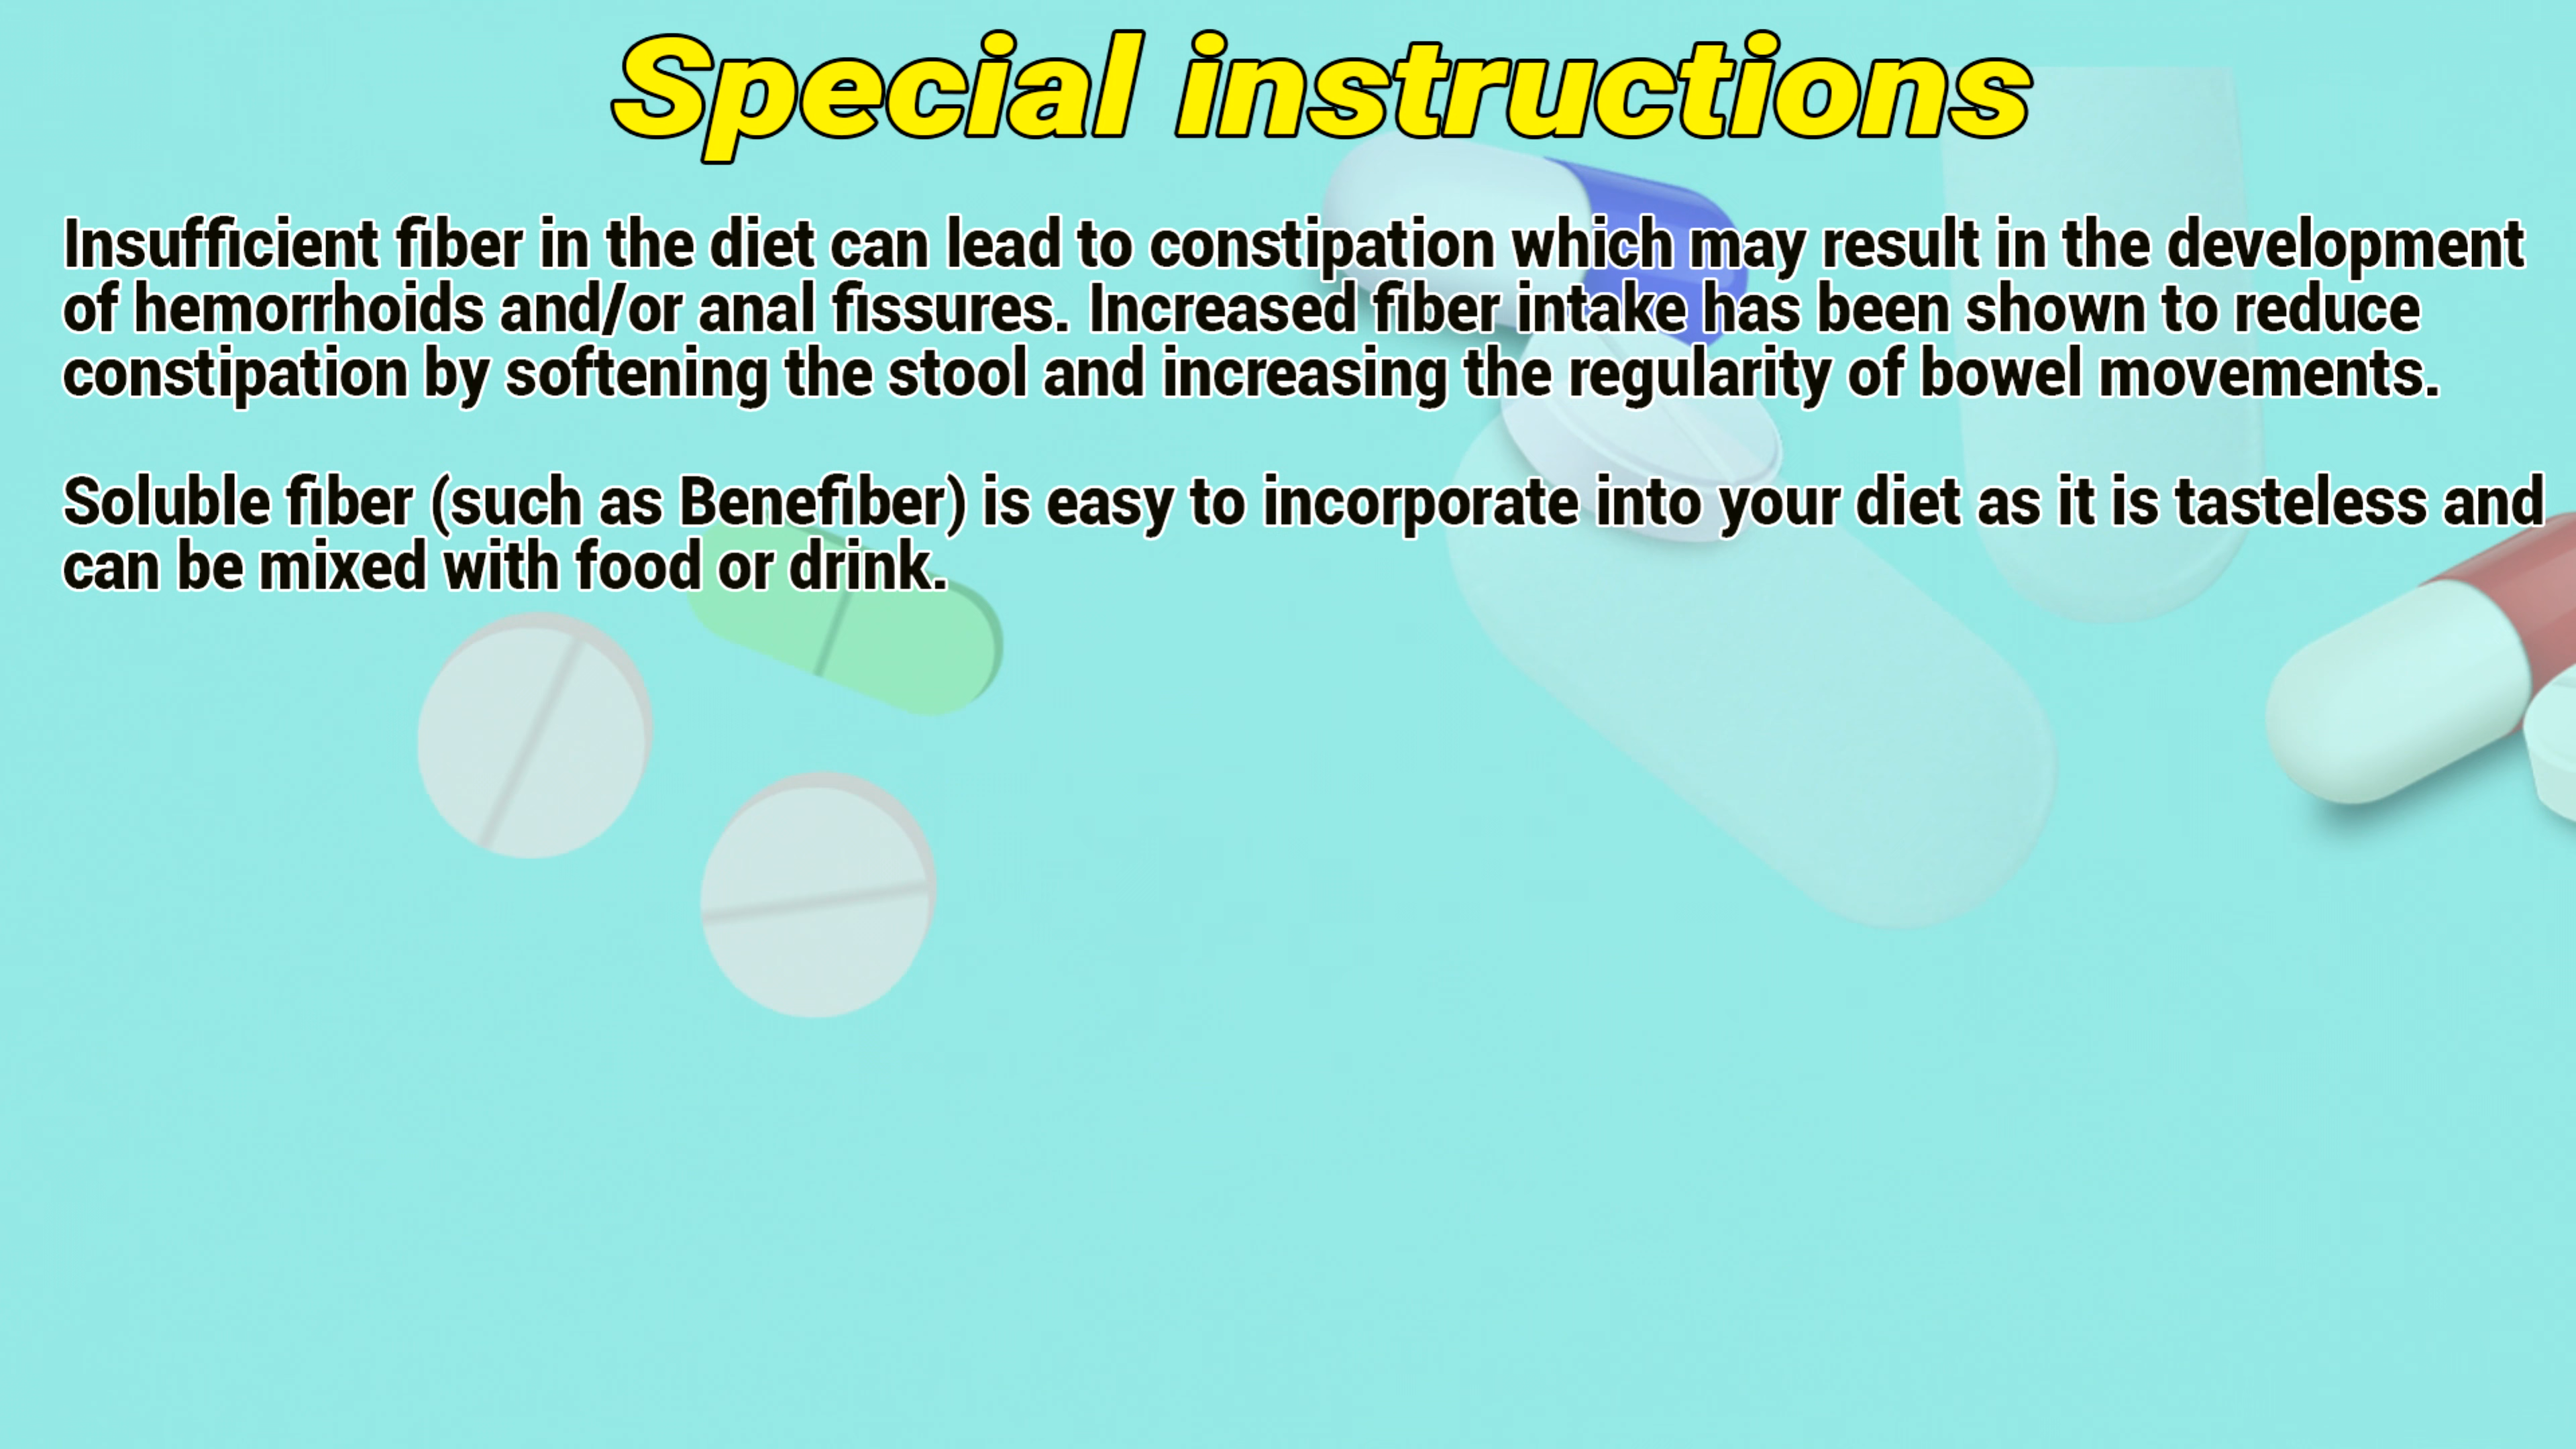 Special instructions
Insufficient fiber in the diet can lead to constipation which may result in the development
of hemorrhoids and/or anal fissures. Increased fiber intake has been shown to reduce
constipation by softening the stool and increasing the regularity of bowel movements.
Soluble fiber (such as Benefiber) is easy to incorporate into your diet as it is tasteless and
can be mixed with food or drink.